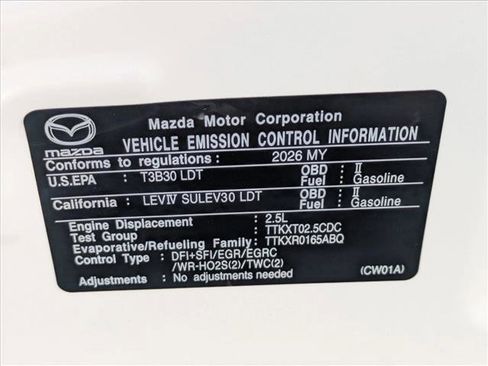 Mazda Motor Corporation
mazda
VEHICLE EMISSION CONTROL INFORMATION
Conforms to regulations : 2026 MY
U.S.EPA : T3B30 LDT OBD : II
Fuel : Gasoline
California : LEVIV SULEV30 LDT OBD : II
Fuel : Gasoline
Engine Displacement : 2.5L
Test Group : TTKXT02.5CDC
Evaporative/Refueling Family: TTKXR0165ABQ
Control Type : DFI+SFI/EGR/EGRC
/WR-HO2S(2)/TWC(2)
Adjustments : No adjustments needed
(CW01A)